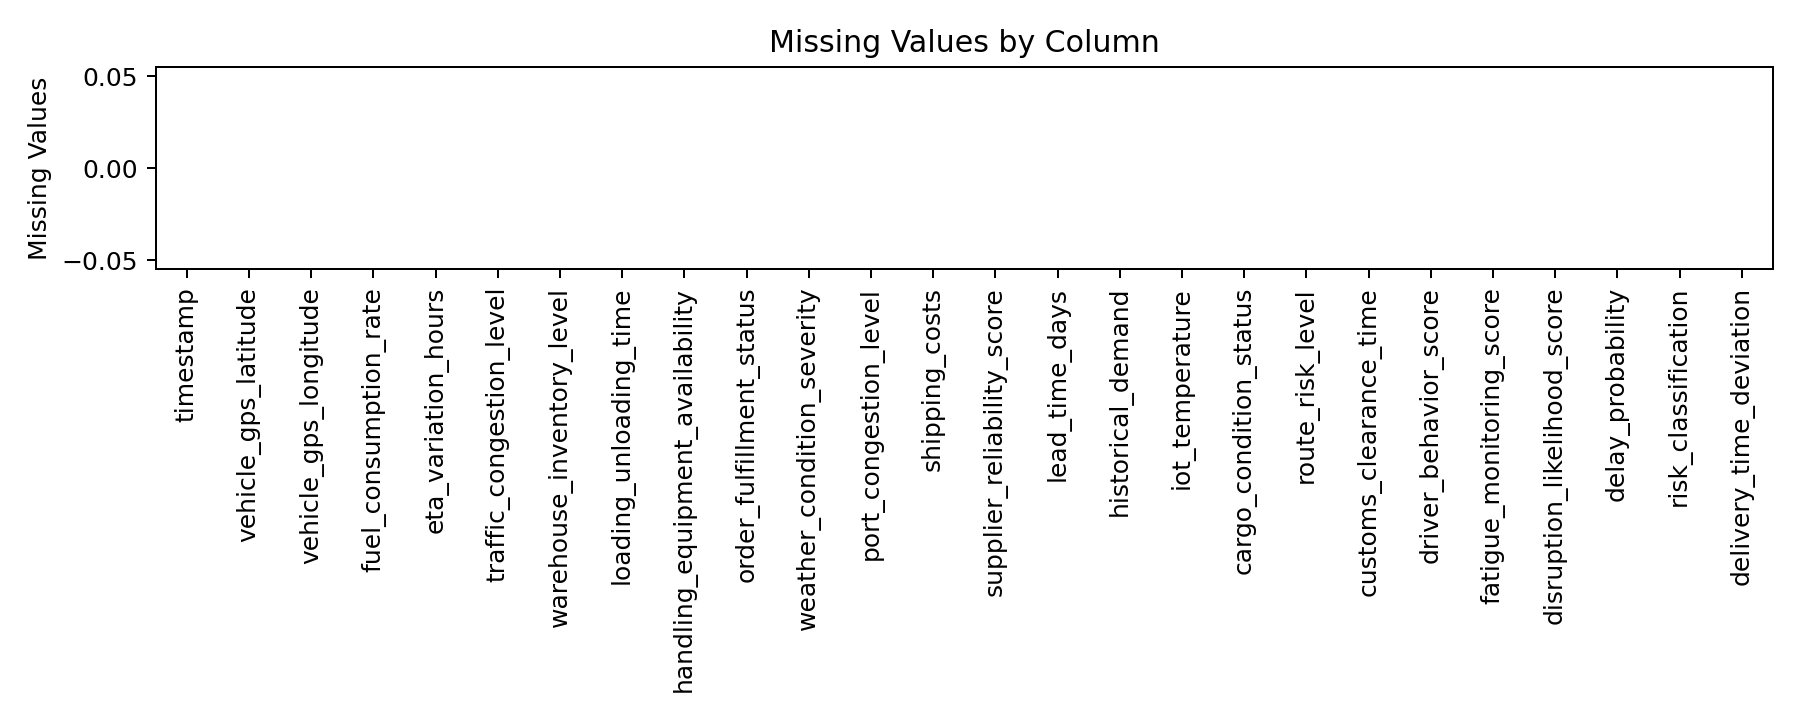 Missing Values by Column
Missing Values
0.05
0.00
−0.05
timestamp
vehicle_gps_latitude
vehicle_gps_longitude
fuel_consumption_rate
eta_variation_hours
traffic_congestion_level
warehouse_inventory_level
loading_unloading_time
handling_equipment_availability
order_fulfillment_status
weather_condition_severity
port_congestion_level
shipping_costs
supplier_reliability_score
lead_time_days
historical_demand
iot_temperature
cargo_condition_status
route_risk_level
customs_clearance_time
driver_behavior_score
fatigue_monitoring_score
disruption_likelihood_score
delay_probability
risk_classification
delivery_time_deviation